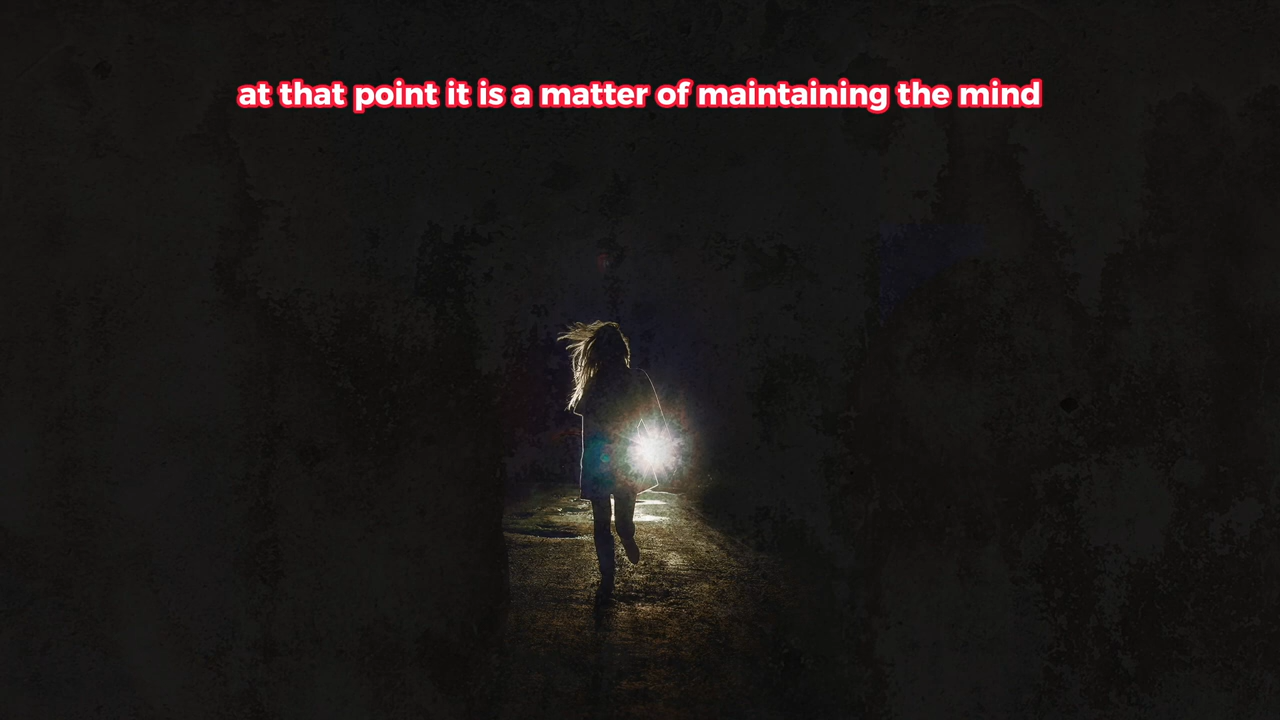 at that point it is a matter of maintaining the mind